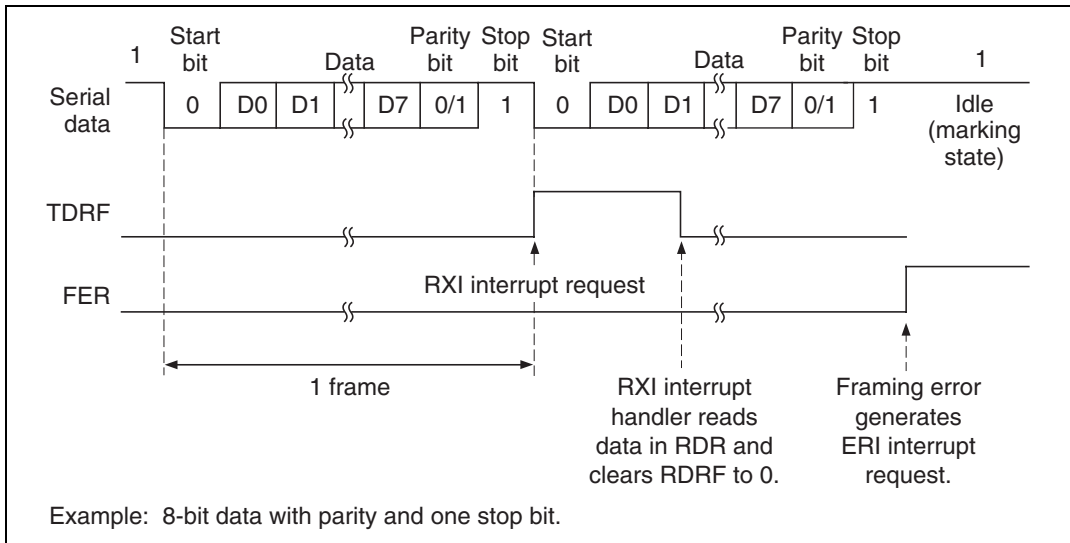 1 Start bit Data Parity bit Stop bit Start bit Data Parity bit Stop bit 1
Serial data 0 D0 D1 D7 0/1 1 0 D0 D1 D7 0/1 1 Idle (marking state)
TDRF
RXI interrupt request
FER
1 frame
RXI interrupt
handler reads
data in RDR and
clears RDRF to 0.
Framing error
generates
ERI interrupt
request.
Example: 8-bit data with parity and one stop bit.